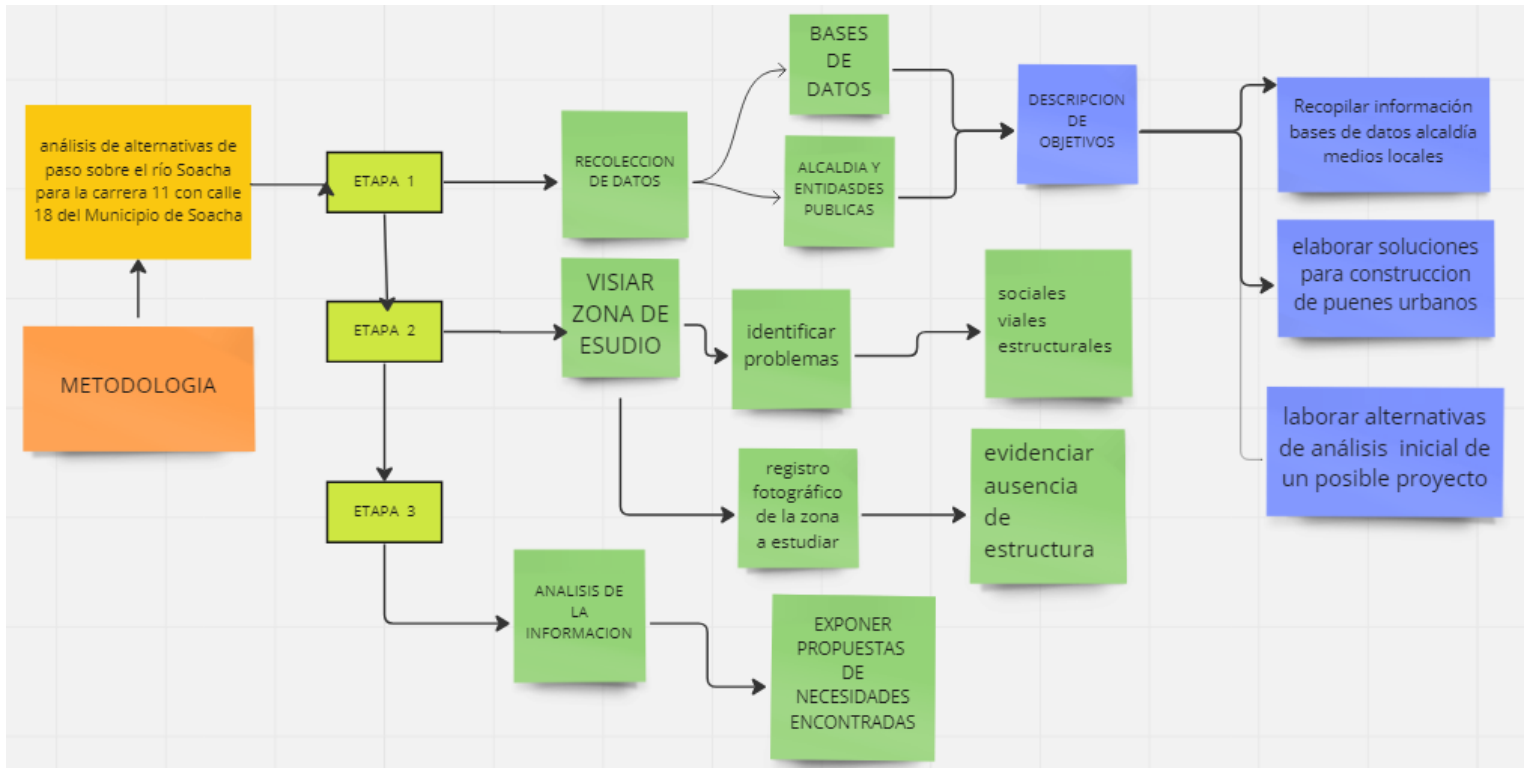 análisis de alternativas de
paso sobre el río Soacha
para la carrera 11 con calle
18 del Municipio de Soacha
METODOLOGIA
ETAPA 1
RECOLECCION
DE DATOS
BASES
DE
DATOS
ALCALDIA Y
ENTIDASDES
PUBLICAS
DESCRIPCION
DE
OBJETIVOS
Recopilar información
bases de datos alcaldía
medios locales
elaborar soluciones
para construccion
de puenes urbanos
laborar alternativas
de análisis inicial de
un posible proyecto
ETAPA 2
VISIAR
ZONA DE
ESUDIO
identificar
problemas
sociales
viales
estructurales
registro
fotográfico
de la zona
a estudiar
evidenciar
ausencia
de
estructura
ETAPA 3
ANALISIS DE
LA
INFORMACION
EXPONER
PROPUESTAS
DE
NECESIDADES
ENCONTRADAS